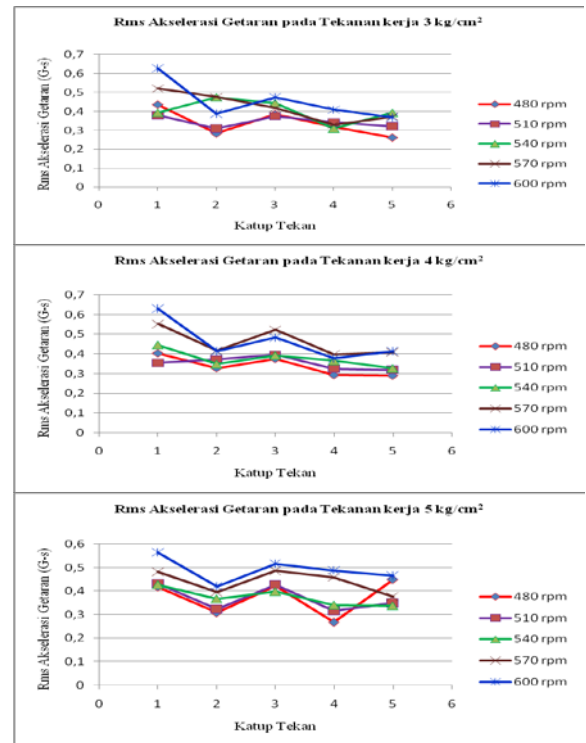 Rms Akselerasi Getaran pada Tekanan kerja 3 kg/cm²
Rms Akselerasi Getaran (G-s)
0,7
0,6
0,5
0,4
0,3
0,2
0,1
0
0 1 2 3 4 5 6
Katup Tekan
480 rpm
510 rpm
540 rpm
570 rpm
600 rpm
Rms Akselerasi Getaran pada Tekanan kerja 4 kg/cm²
Rms Akselerasi Getaran (G-s)
0,7
0,6
0,5
0,4
0,3
0,2
0,1
0
0 1 2 3 4 5 6
Katup Tekan
480 rpm
510 rpm
540 rpm
570 rpm
600 rpm
Rms Akselerasi Getaran pada Tekanan kerja 5 kg/cm²
Rms Akselerasi Getaran (G-s)
0,6
0,5
0,4
0,3
0,2
0,1
0
0 1 2 3 4 5 6
Katup Tekan
480 rpm
510 rpm
540 rpm
570 rpm
600 rpm